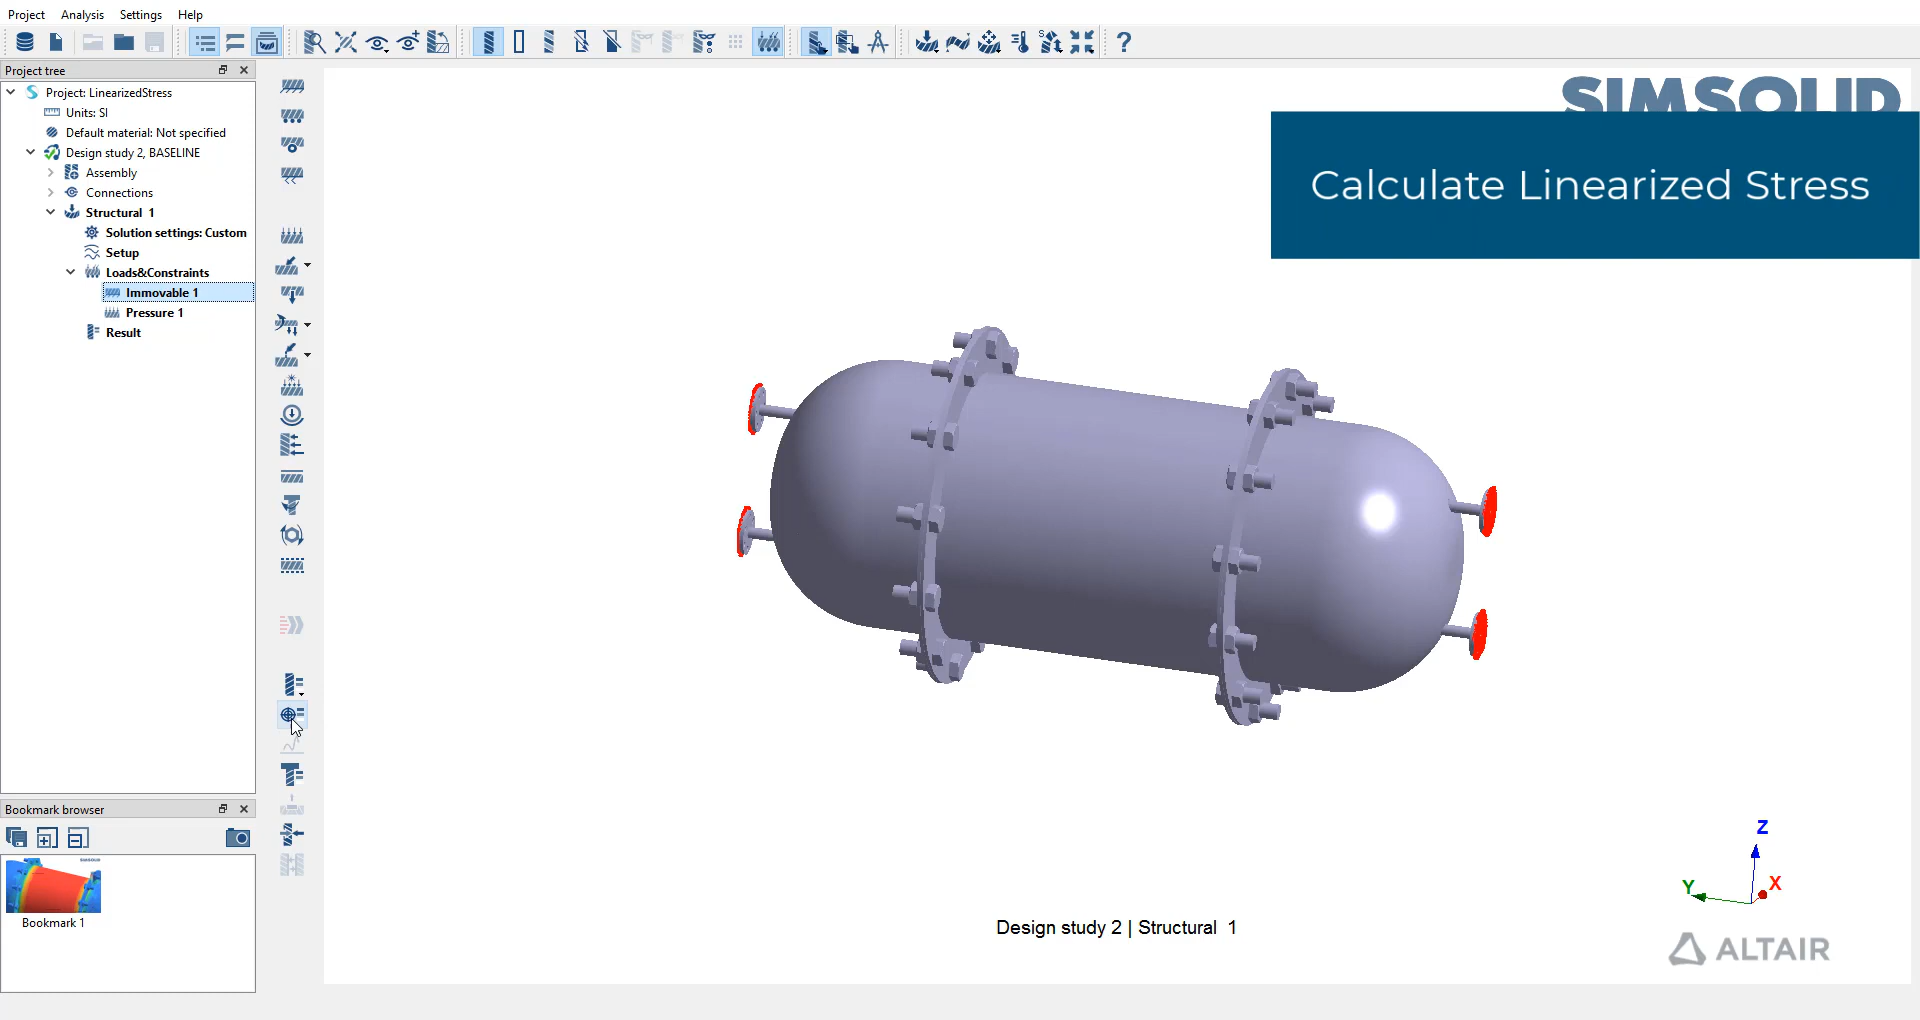 Project Analysis Settings Help
Project tree
Project: LinearizedStress
Units: SI
Default material: Not specified
Design study 2, BASELINE
Assembly
Connections
Structural 1
Solution settings: Custom
Setup
Loads&Constraints
Immovable 1
Pressure 1
Result
SIMSOLID
Calculate Linearized Stress
Bookmark browser
Bookmark 1
Z
Y
X
Design study 2 | Structural 1
ALTAIR